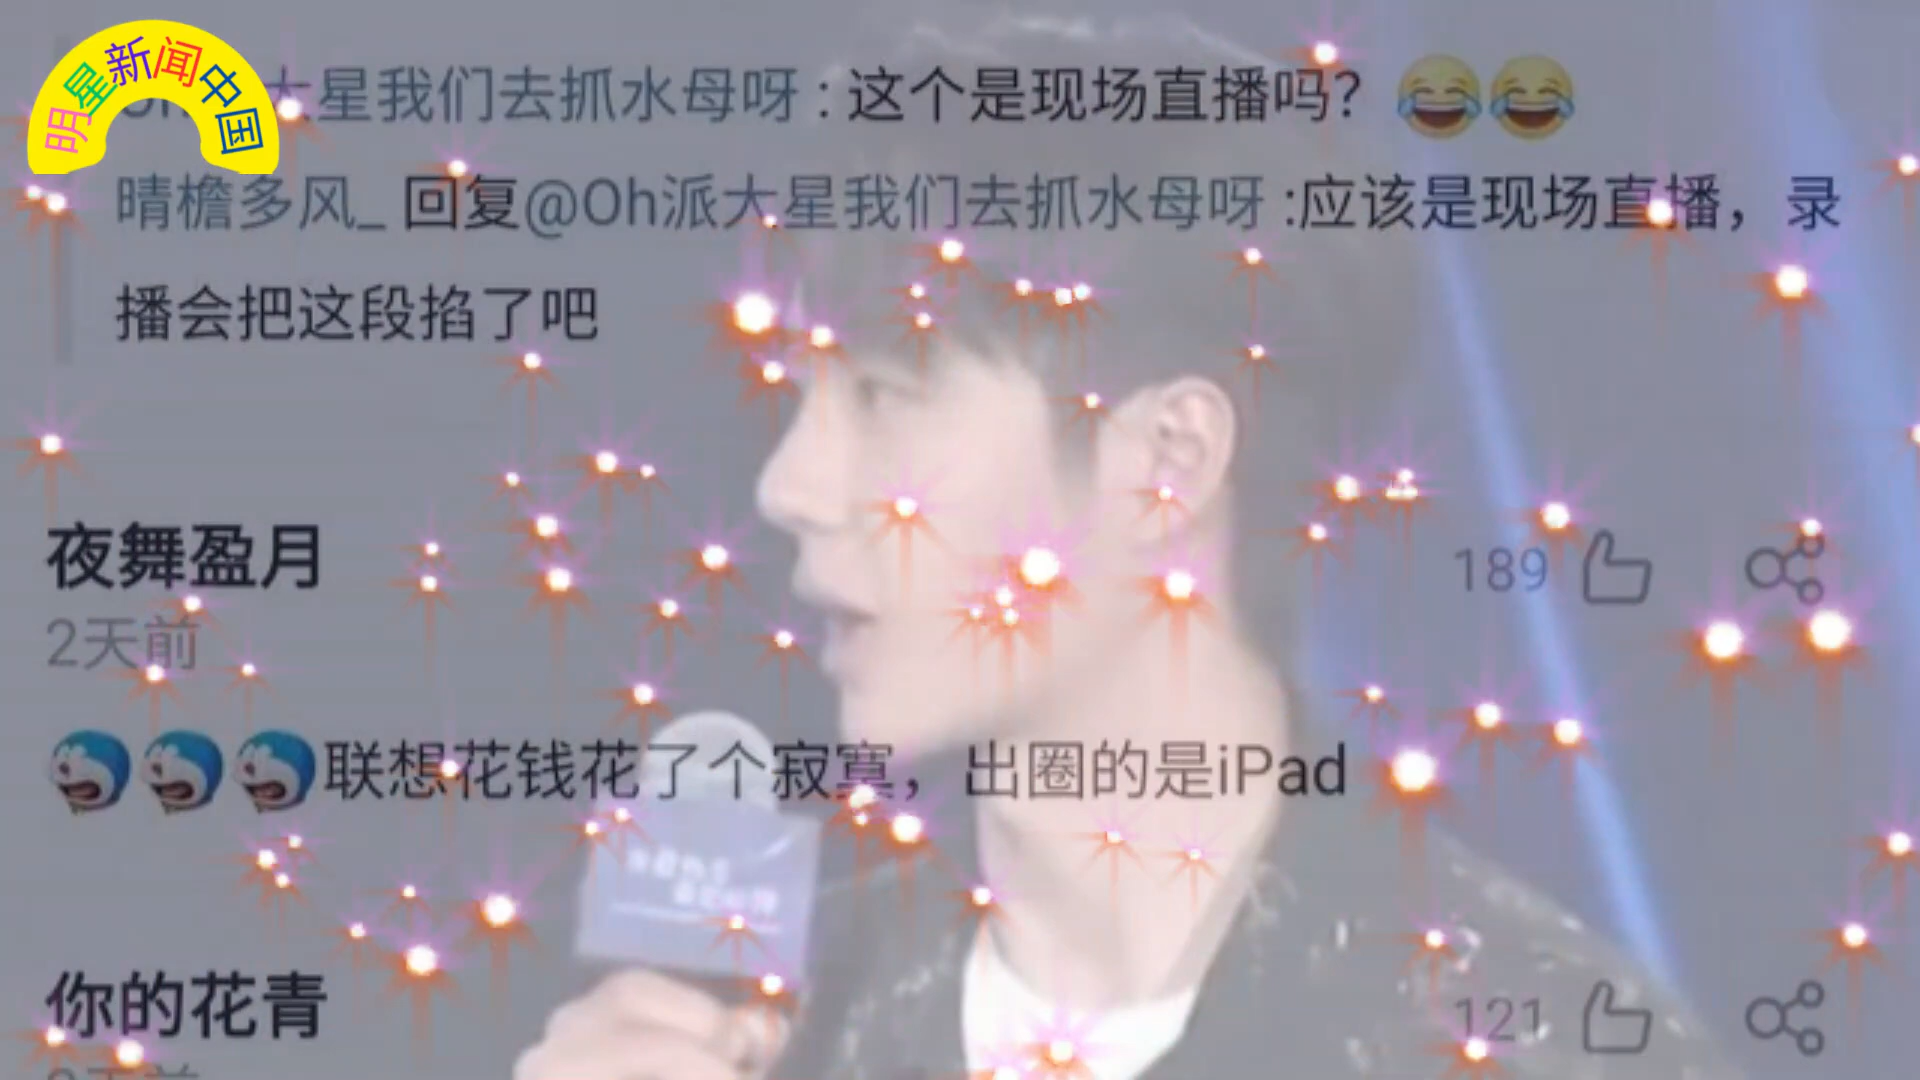 明星新闻中国
大星我们去抓水母呀：这个是现场直播吗？
晴檐多风_ 回复@Oh派大星我们去抓水母呀 :应该是现场直播，录
播会把这段掐了吧
夜舞盈月
189
2天前
联想花钱花了个寂寞，出圈的是iPad
你的花青
121